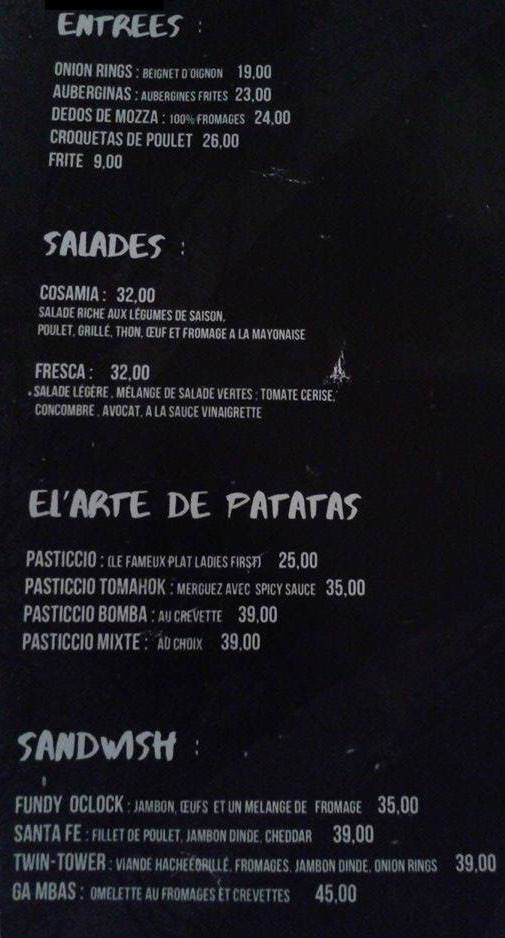 ENTREES :
ONION RINGS : BEIGNET D'OIGNON 19,00
AUBERGINAS : AUBERGINES FRITES 23,00
DEDOS DE MOZZA : 100% FROMAGES 24,00
CROQUETAS DE POULET 26,00
FRITE 9,00
SALADES :
COSAMIA : 32,00
SALADE RICHE AUX LÉGUMES DE SAISON,
POULET, GRILLÉ, THON, ŒUF ET FROMAGE A LA MAYONAISE
FRESCA : 32,00
SALADE LÉGÈRE , MÉLANGE DE SALADE VERTES : TOMATE CERISE,
CONCOMBRE , AVOCAT, A LA SAUCE VINAIGRETTE
El'ARTE DE PATATAS
PASTICCIO : (LE FAMEUX PLAT LADIES FIRST) 25,00
PASTICCIO TOMAHOK : MERGUEZ AVEC SPICY SAUCE 35,00
PASTICCIO BOMBA : AU CREVETTE 39,00
PASTICCIO MIXTE : AU CHOIX 39,00
SANDWISH :
FUNDY OCLOCK : JAMBON, ŒUFS ET UN MELANGE DE FROMAGE 35,00
SANTA FE : FILLET DE POULET, JAMBON DINDE, CHEDDAR 39,00
TWIN-TOWER : VIANDE HACHEEGRILLÉ, FROMAGES, JAMBON DINDE, ONION RINGS 39,00
GA MBAS : OMELETTE AU FROMAGES ET CREVETTES 45,00